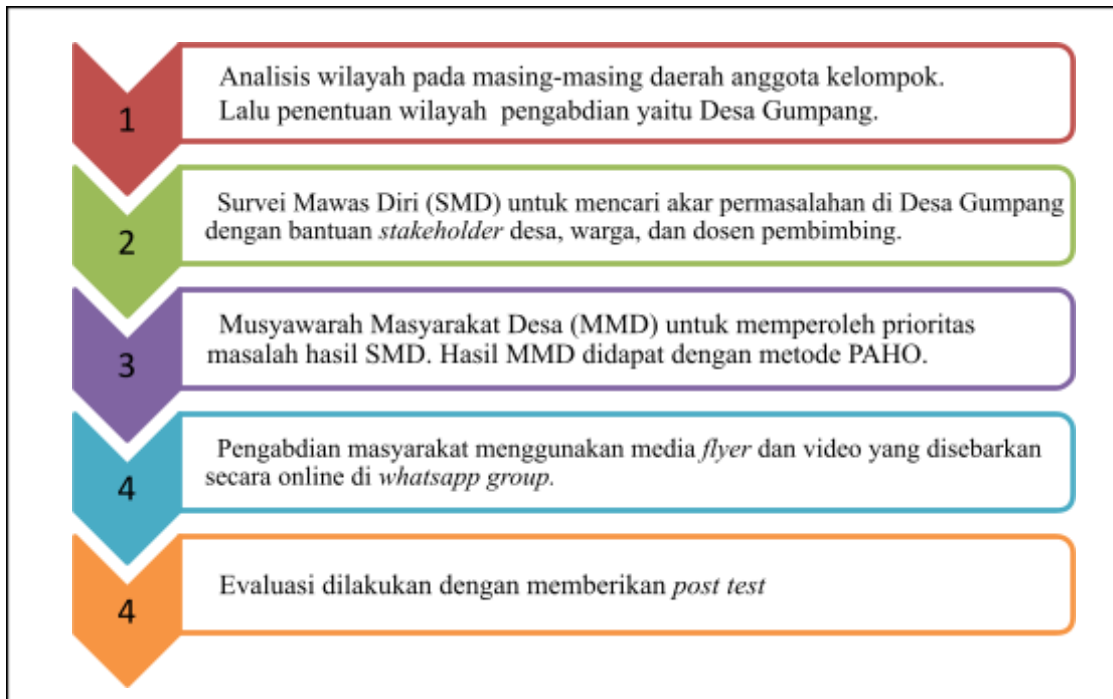 1
Analisis wilayah pada masing-masing daerah anggota kelompok.
Lalu penentuan wilayah pengabdian yaitu Desa Gumpang.
2
Survei Mawas Diri (SMD) untuk mencari akar permasalahan di Desa Gumpang
dengan bantuan stakeholder desa, warga, dan dosen pembimbing.
3
Musyawarah Masyarakat Desa (MMD) untuk memperoleh prioritas
masalah hasil SMD. Hasil MMD didapat dengan metode PAHO.
4
Pengabdian masyarakat menggunakan media flyer dan video yang disebarkan
secara online di whatsapp group.
4
Evaluasi dilakukan dengan memberikan post test